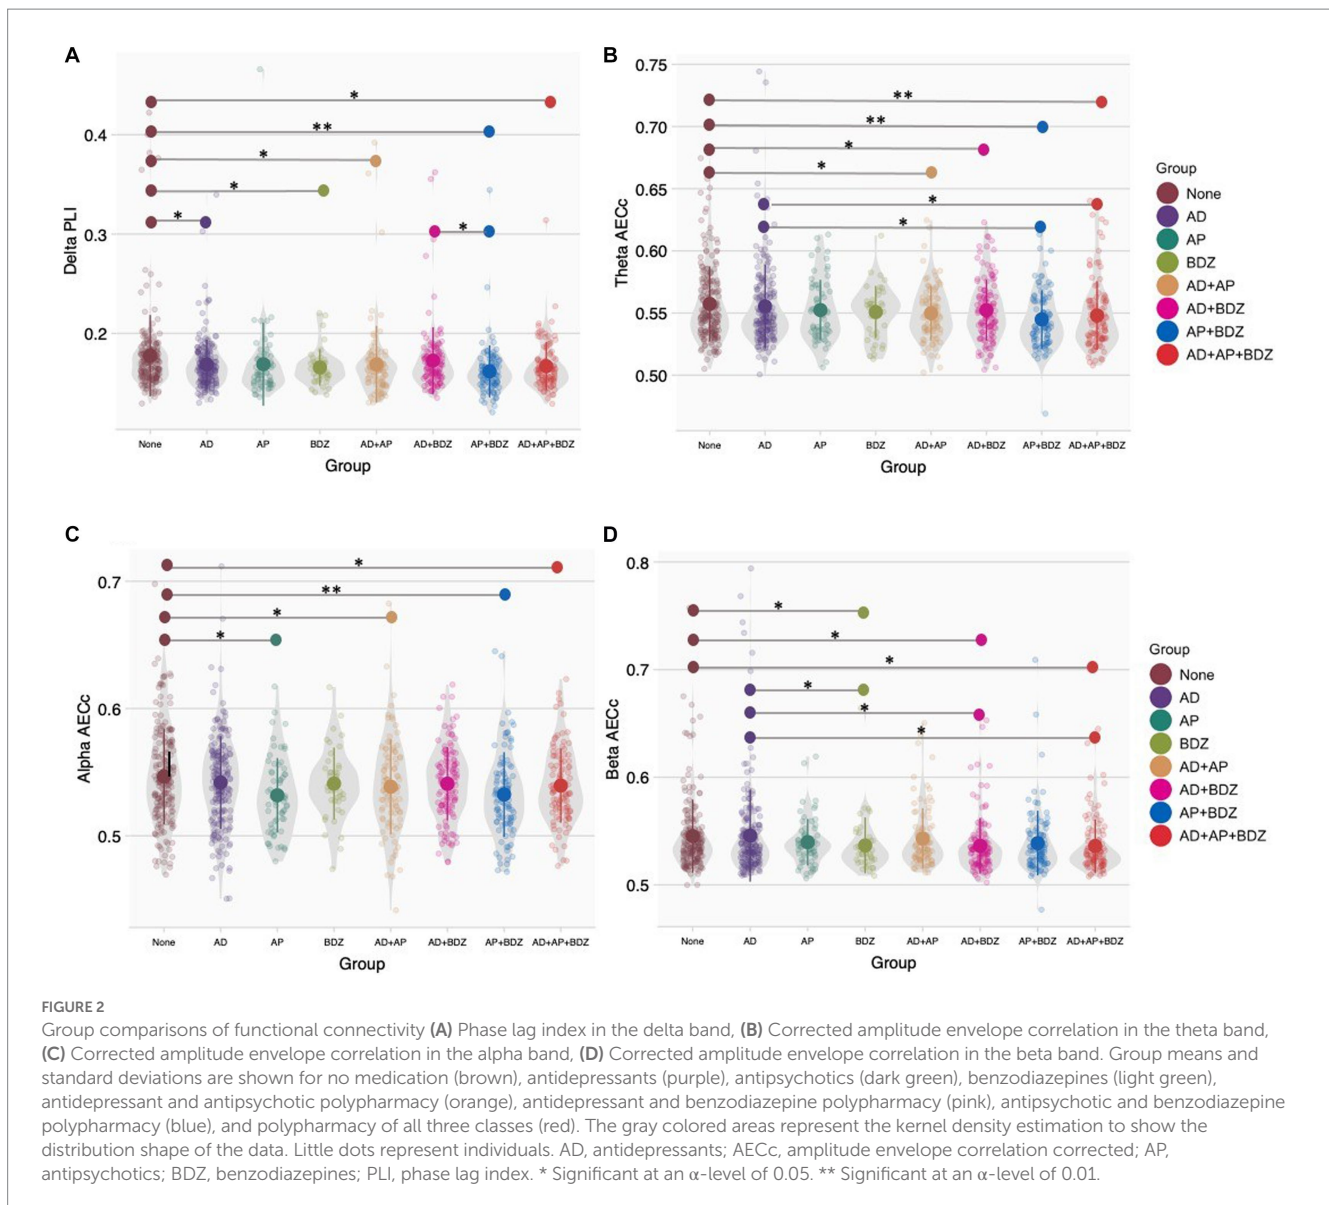 A
*
**
*
*
*
*
0.4
0.3
0.2
Delta PLI
None AD AP BDZ AD+AP AD+BDZ AP+BDZ AD+AP+BDZ
Group
B
0.75
0.70
0.65
0.60
0.55
0.50
Theta AECc
**
**
*
*
*
*
None AD AP BDZ AD+AP AD+BDZ AP+BDZ AD+AP+BDZ
Group
Group
None
AD
AP
BDZ
AD+AP
AD+BDZ
AP+BDZ
AD+AP+BDZ
C
0.7
0.6
0.5
Alpha AECc
*
**
*
*
None AD AP BDZ AD+AP AD+BDZ AP+BDZ AD+AP+BDZ
Group
D
0.8
0.7
0.6
0.5
Beta AECc
*
*
*
*
*
*
None AD AP BDZ AD+AP AD+BDZ AP+BDZ AD+AP+BDZ
Group
Group
None
AD
AP
BDZ
AD+AP
AD+BDZ
AP+BDZ
AD+AP+BDZ
FIGURE 2
Group comparisons of functional connectivity (A) Phase lag index in the delta band, (B) Corrected amplitude envelope correlation in the theta band,
(C) Corrected amplitude envelope correlation in the alpha band, (D) Corrected amplitude envelope correlation in the beta band. Group means and
standard deviations are shown for no medication (brown), antidepressants (purple), antipsychotics (dark green), benzodiazepines (light green),
antidepressant and antipsychotic polypharmacy (orange), antidepressant and benzodiazepine polypharmacy (pink), antipsychotic and benzodiazepine
polypharmacy (blue), and polypharmacy of all three classes (red). The gray colored areas represent the kernel density estimation to show the
distribution shape of the data. Little dots represent individuals. AD, antidepressants; AECc, amplitude envelope correlation corrected; AP,
antipsychotics; BDZ, benzodiazepines; PLI, phase lag index. * Significant at an α-level of 0.05. ** Significant at an α-level of 0.01.